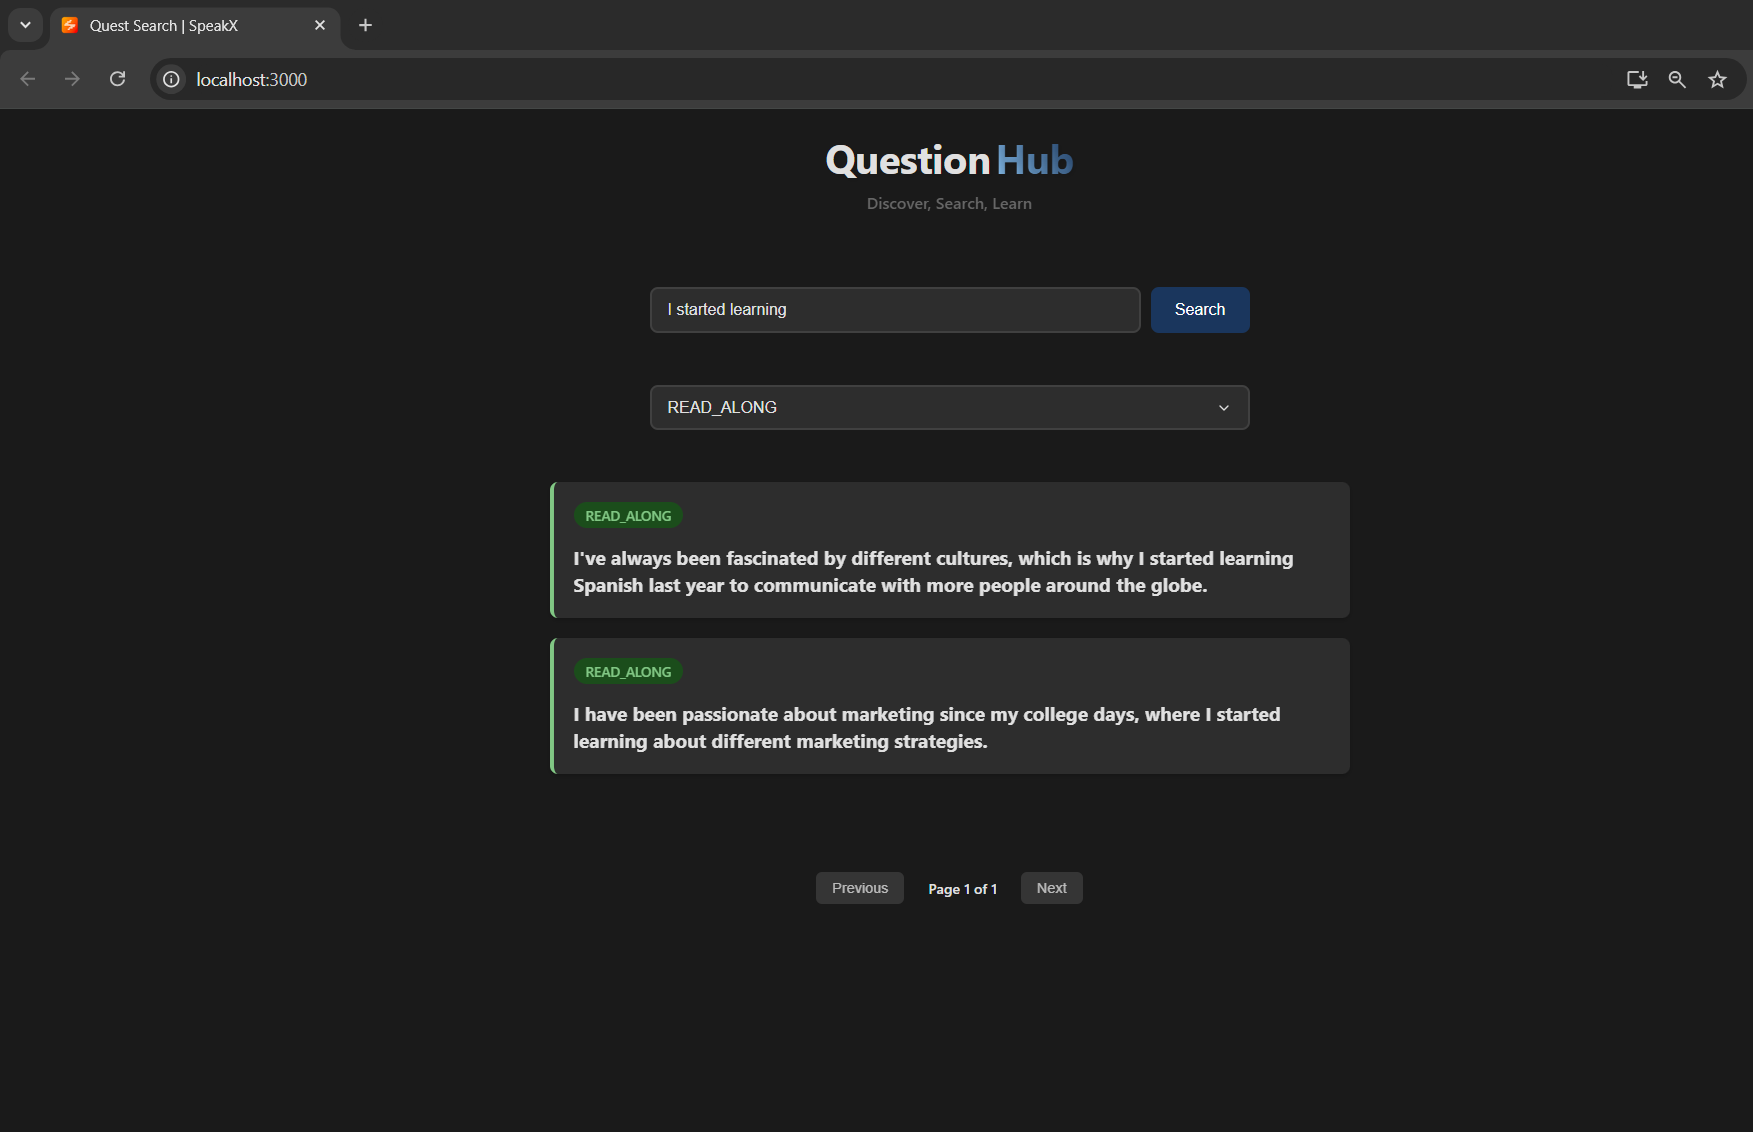 Quest Search | SpeakX
localhost:3000
Question Hub
Discover, Search, Learn
I started learning
Search
READ_ALONG
READ_ALONG
I've always been fascinated by different cultures, which is why I started learning
Spanish last year to communicate with more people around the globe.
READ_ALONG
I have been passionate about marketing since my college days, where I started
learning about different marketing strategies.
Previous
Page 1 of 1
Next